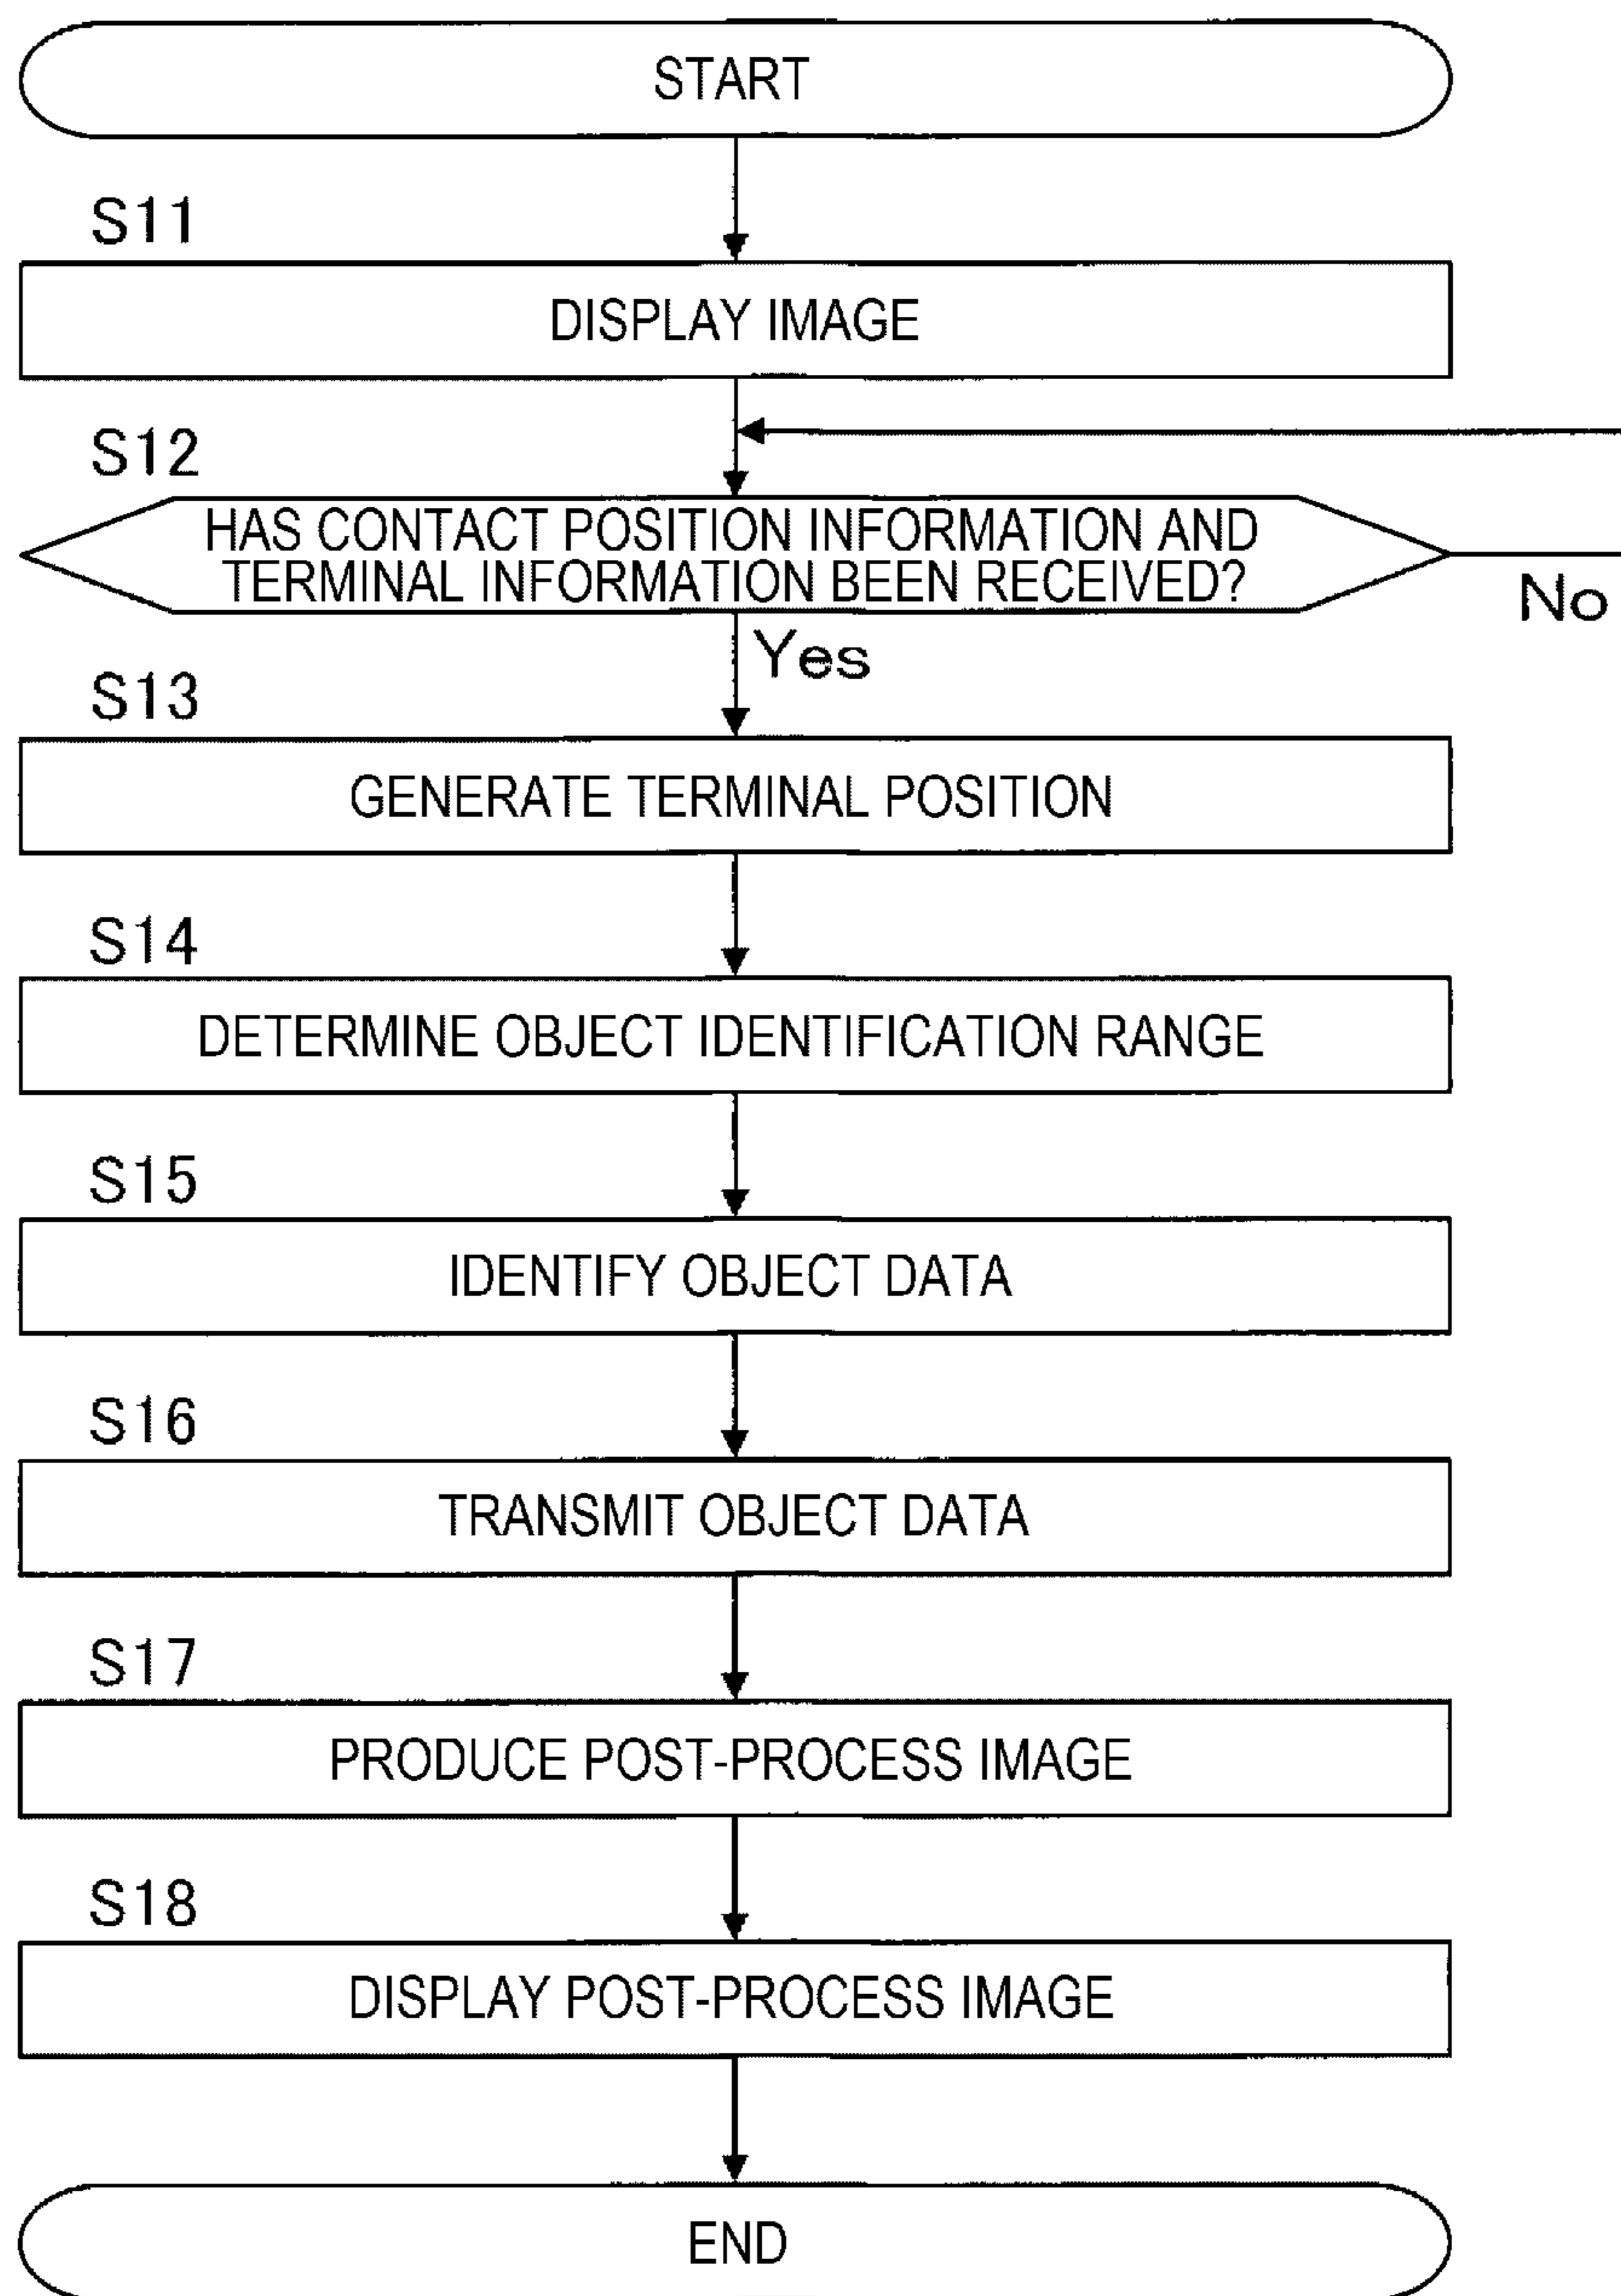 START
S11
DISPLAY IMAGE
S12
HAS CONTACT POSITION INFORMATION AND
TERMINAL INFORMATION BEEN RECEIVED?
No
Yes
S13
GENERATE TERMINAL POSITION
S14
DETERMINE OBJECT IDENTIFICATION RANGE
S15
IDENTIFY OBJECT DATA
S16
TRANSMIT OBJECT DATA
S17
PRODUCE POST-PROCESS IMAGE
S18
DISPLAY POST-PROCESS IMAGE
END